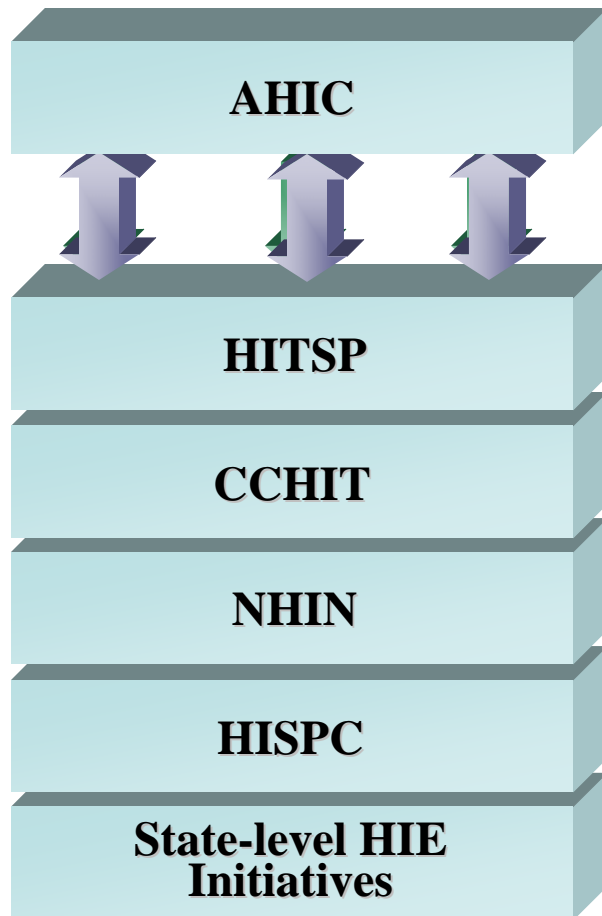 AHIC
HITSP
CCHIT
NHIN
HISPC
State-level HIE
Initiatives